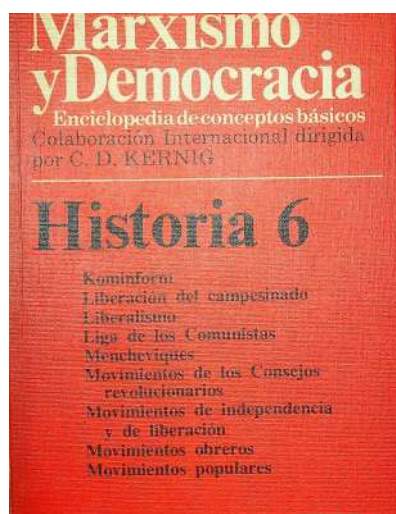 Marxismo
yDemocracia
Enciclopedia de conceptos básicos
Colaboración Internacional dirigida
por C. D. KERNIG
Historia 6
Kominform
Liberación del campesinado
Liberalismo
Liga de los Comunistas
Mencheviques
Movimientos de los Consejos
revolucionarios
Movimientos de independencia
y de liberación
Movimientos obreros
Movimientos populares